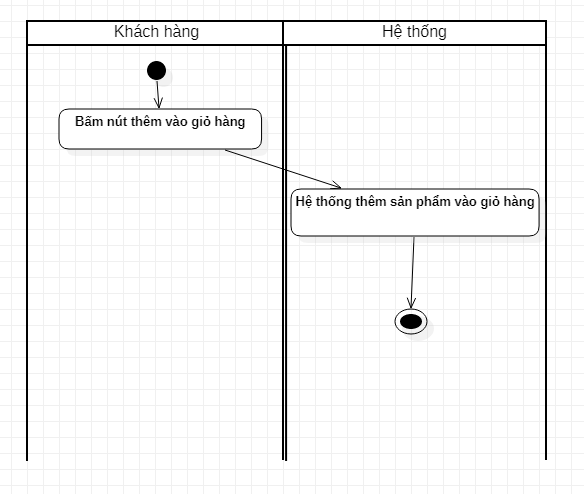 Khách hàng
Hệ thống
Bấm nút thêm vào giỏ hàng
Hệ thống thêm sản phẩm vào giỏ hàng